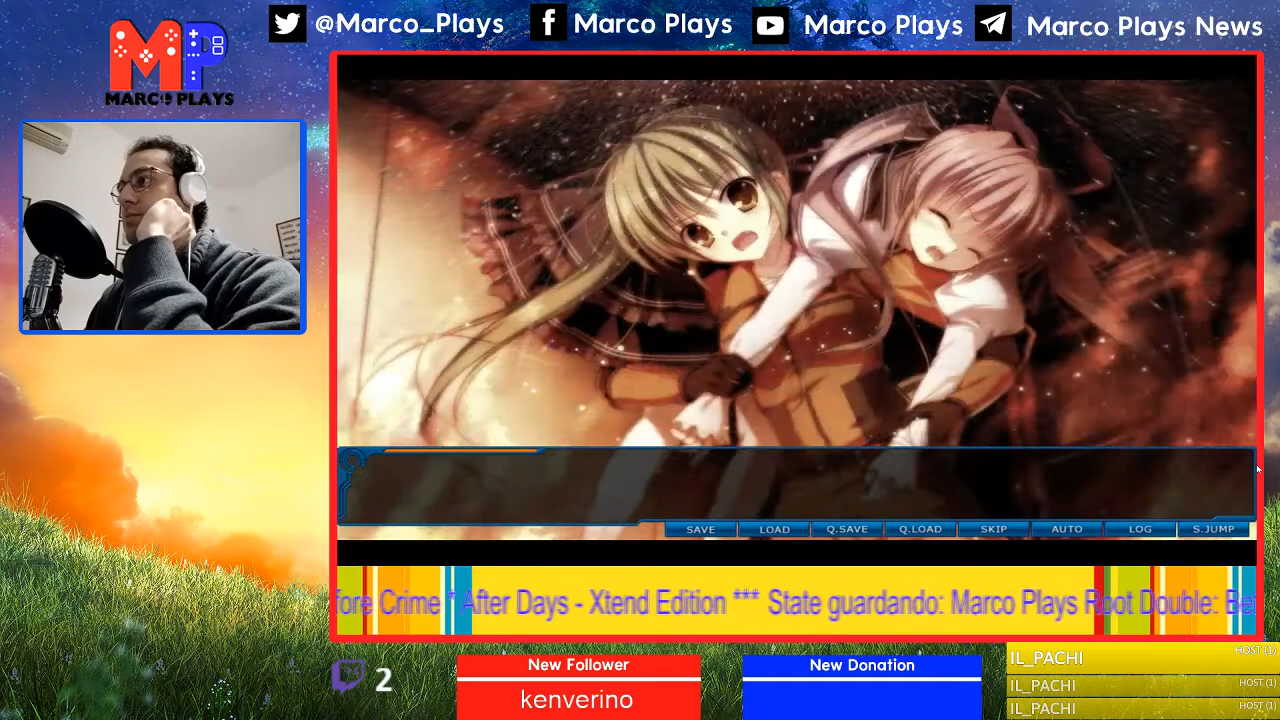 @Marco_Plays
Marco Plays
Marco Plays
Marco Plays News
MP
MARCO PLAYS
SAVE
LOAD
Q.SAVE
Q.LOAD
SKIP
AUTO
LOG
S.JUMP
fore Crime * After Days - Xtend Edition *** State guardando: Marco Plays Root Double: Be
2
New Follower
kenverino
New Donation
IL_PACHI HOST (1)
IL_PACHI HOST (1)
IL_PACHI HOST (1)